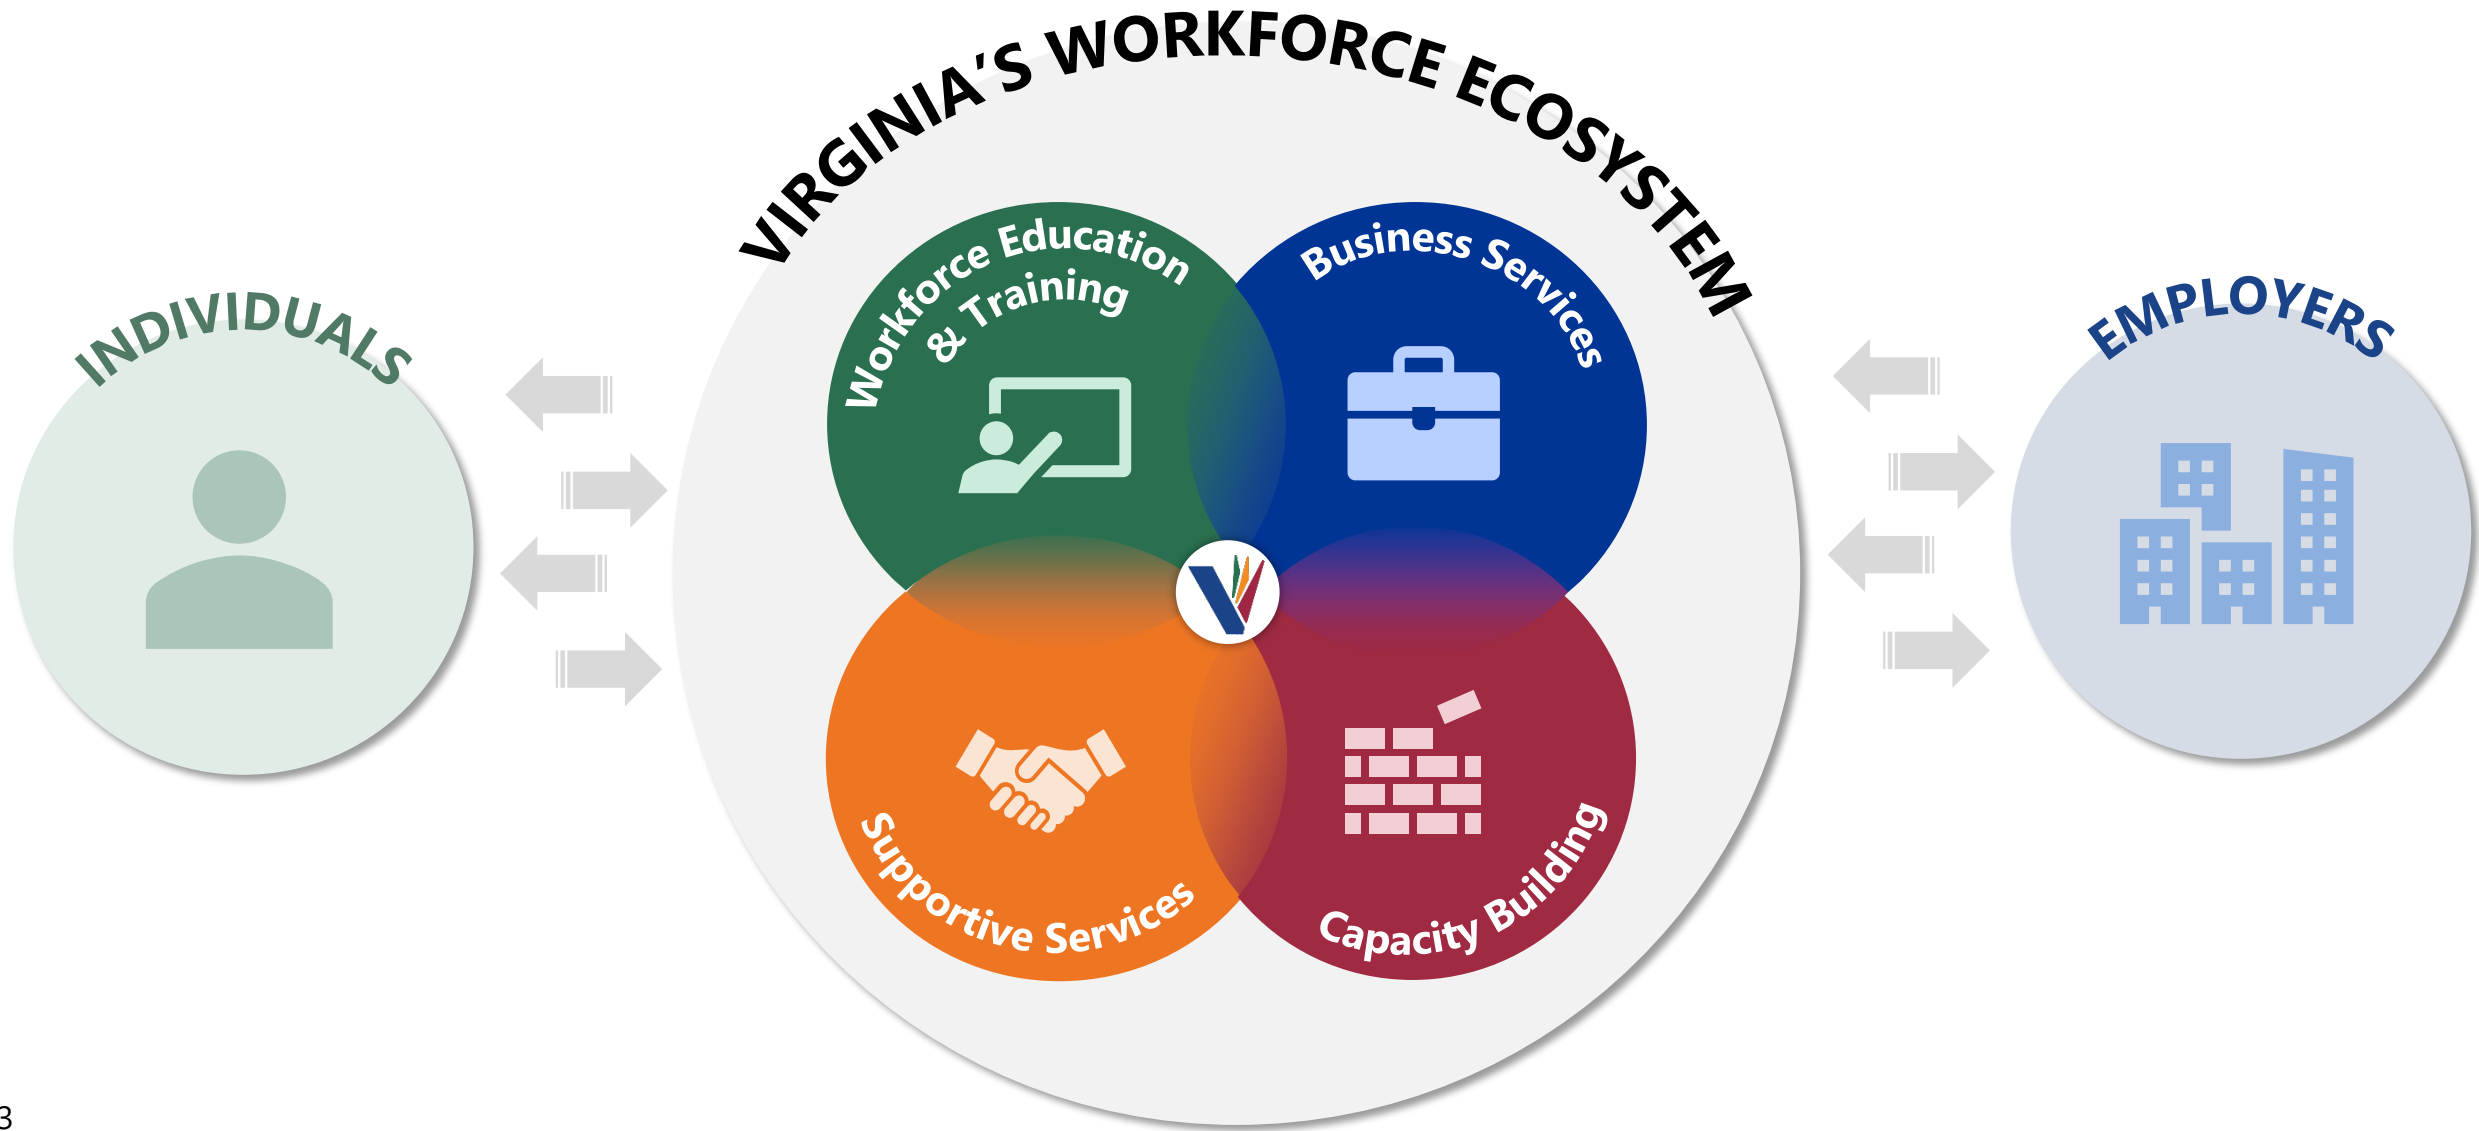 VIRGINIA’S WORKFORCE ECOSYSTEM
INDIVIDUALS
Workforce Education
& Training
Business Services
EMPLOYERS
Supportive Services
Capacity Building
3